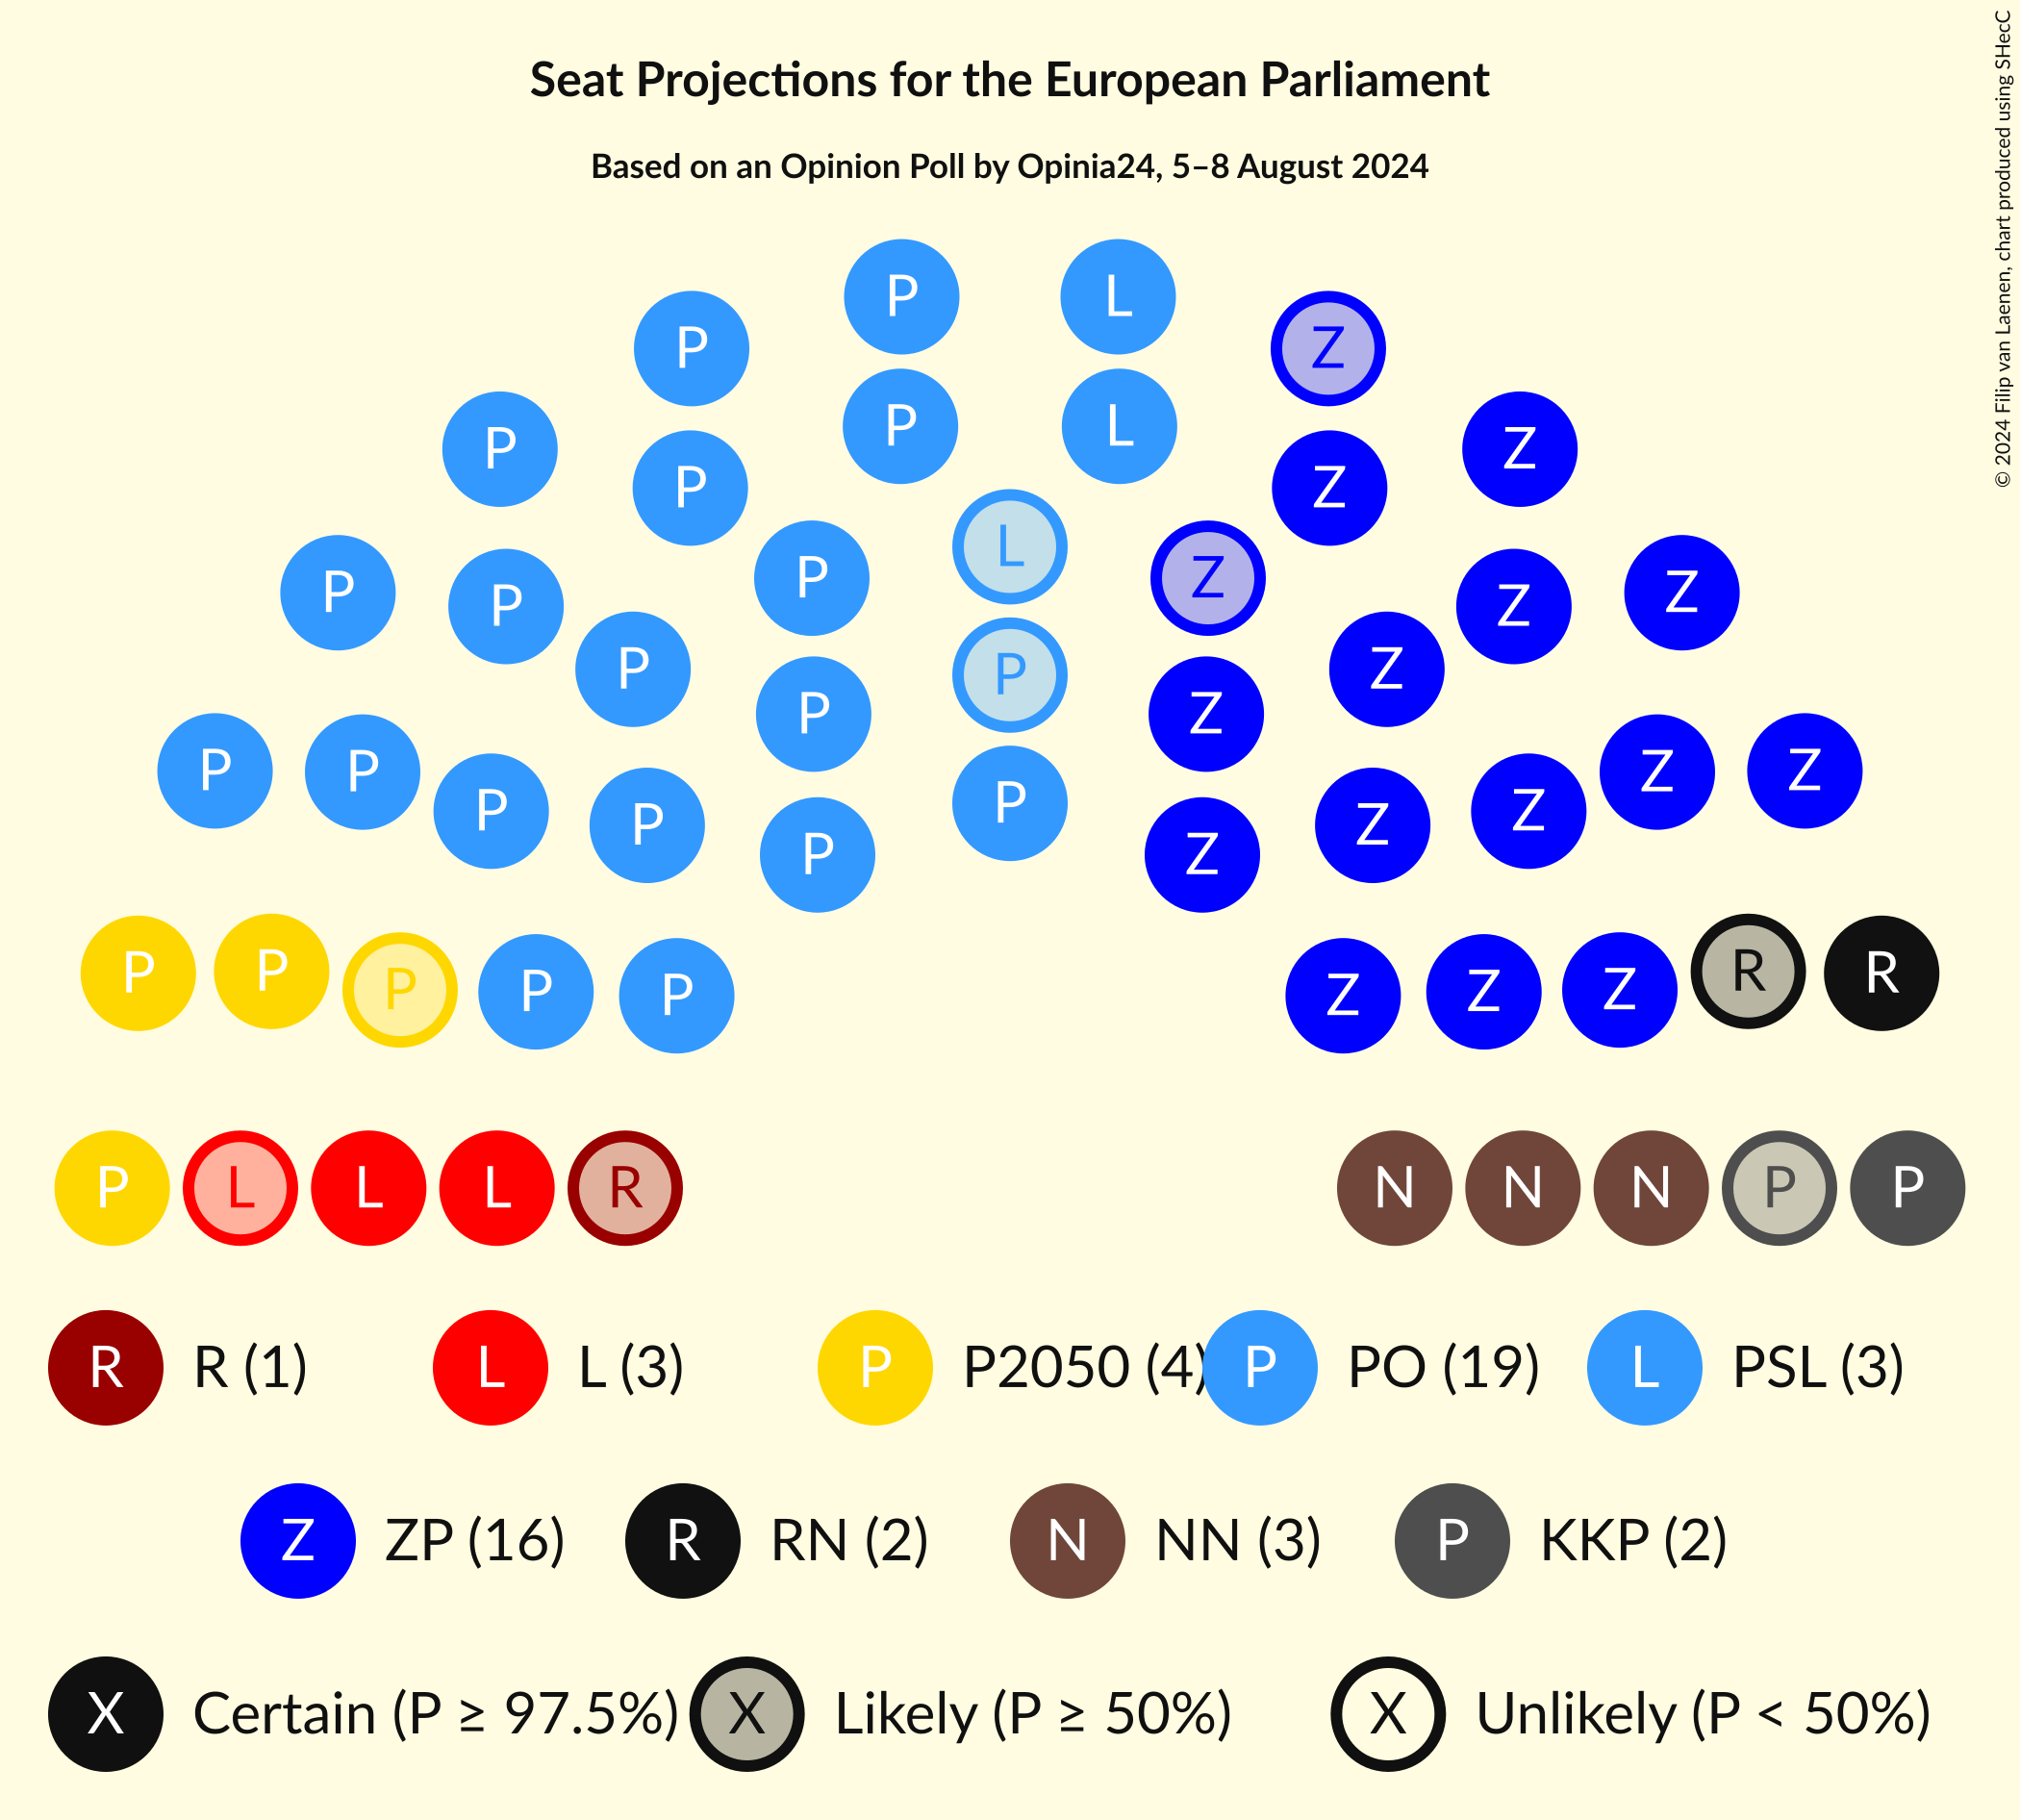 Seat Projections for the European Parliament
Based on an Opinion Poll by Opinia24, 5–8 August 2024
© 2024 Filip van Laenen, chart produced using SHecC
P L
P Z
P L
P Z
P Z
L
P Z
P Z
P Z
P Z
P
P Z
P P Z Z
P
P Z
P Z
P Z
P P R R
P P P Z Z Z
P L L L R N N N P P
R R (1) L L (3) P P2050 (4) P PO (19) L PSL (3)
Z ZP (16) R RN (2) N NN (3) P KKP (2)
X Certain (P ≥ 97.5%) X Likely (P ≥ 50%) X Unlikely (P < 50%)